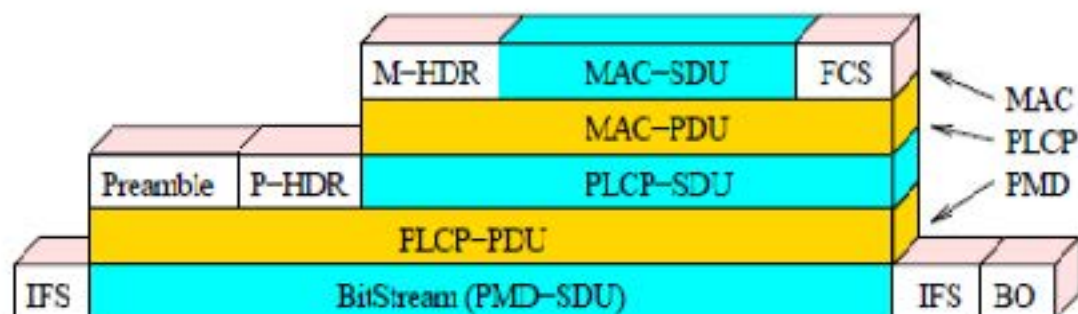 M-HDR MAC-SDU FCS
MAC
MAC-PDU
PLCP
Preamble P-HDR PLCP-SDU
PMD
PLCP-PDU
IFS BitStream (PMD-SDU) IFS BO